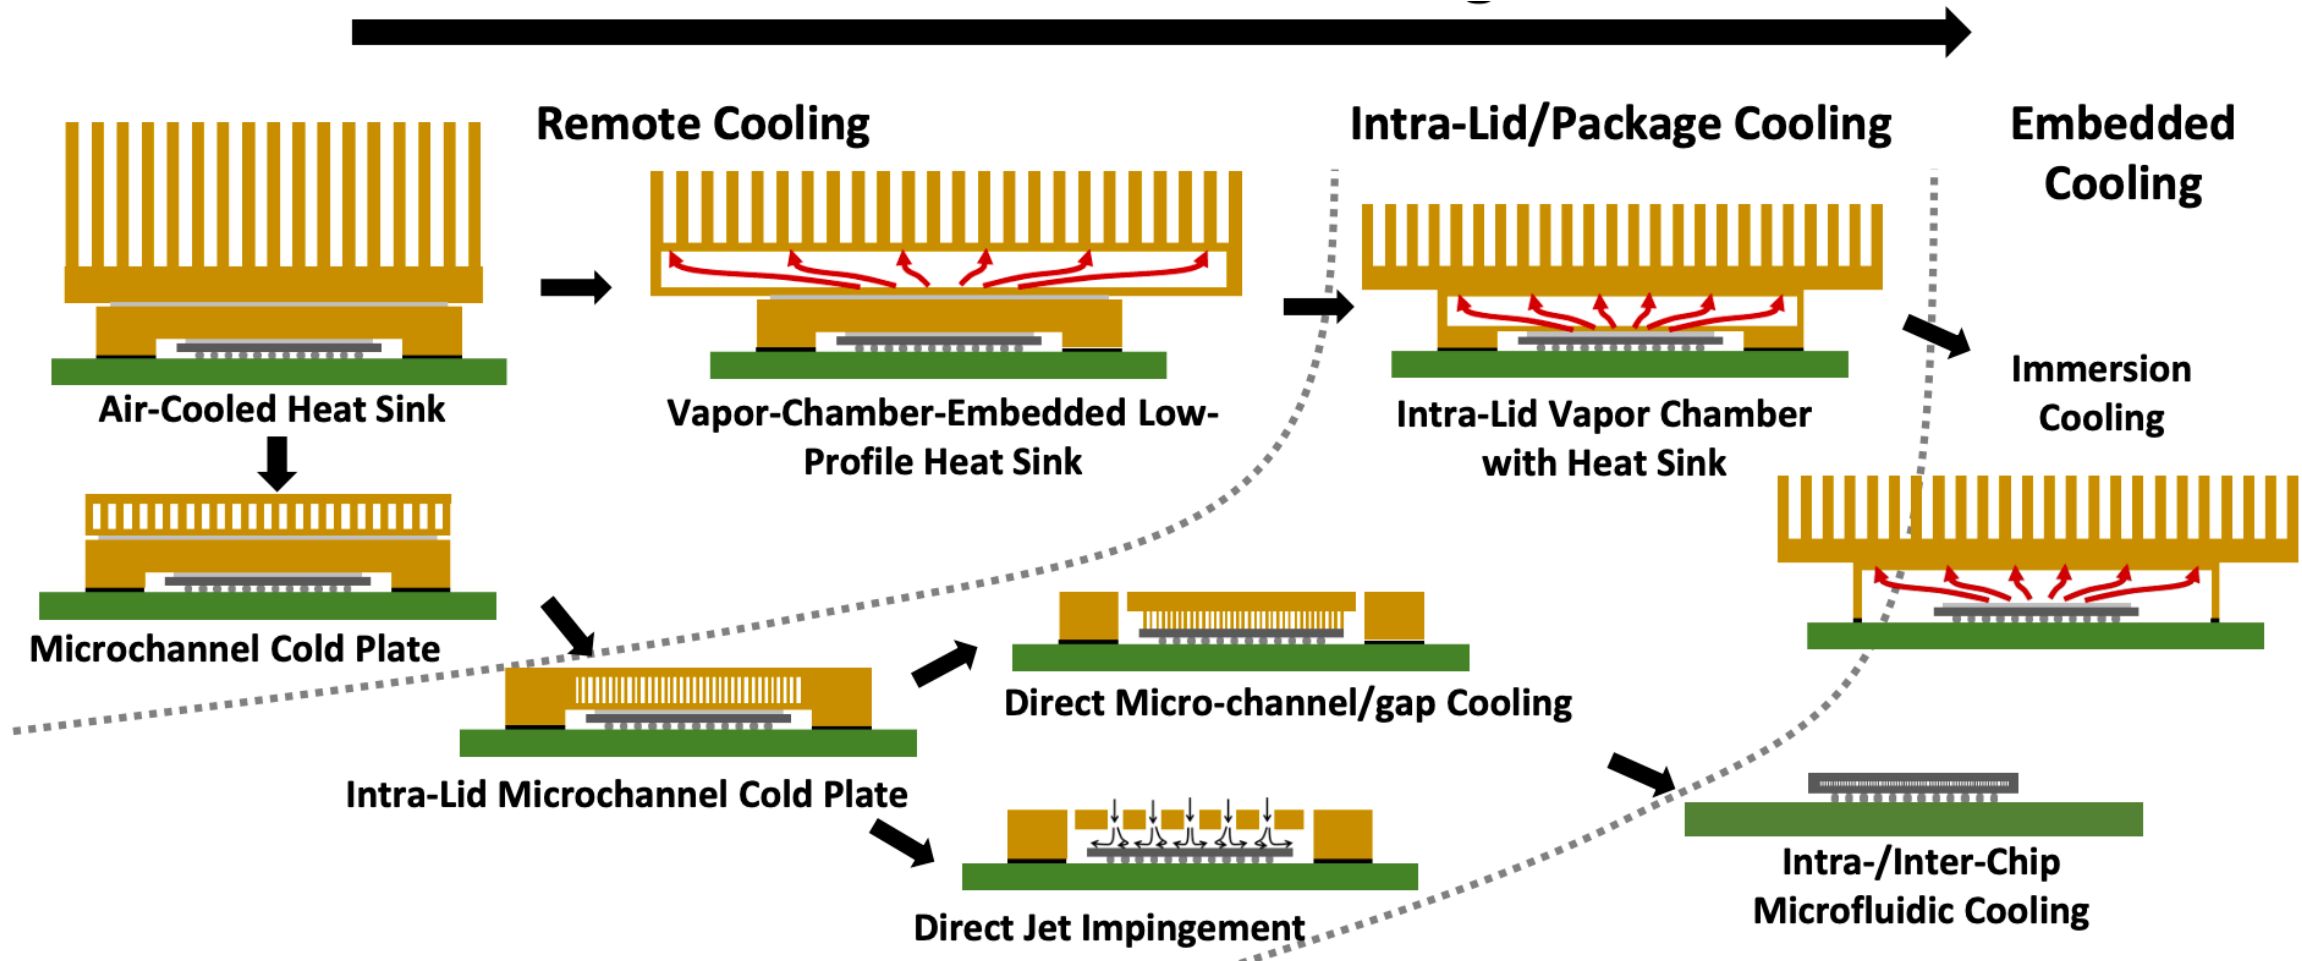 Remote Cooling
Intra-Lid/Package Cooling
Embedded
Cooling
Air-Cooled Heat Sink
Vapor-Chamber-Embedded Low-
Profile Heat Sink
Intra-Lid Vapor Chamber
with Heat Sink
Immersion
Cooling
Microchannel Cold Plate
Intra-Lid Microchannel Cold Plate
Direct Micro-channel/gap Cooling
Direct Jet Impingement
Intra-/Inter-Chip
Microfluidic Cooling